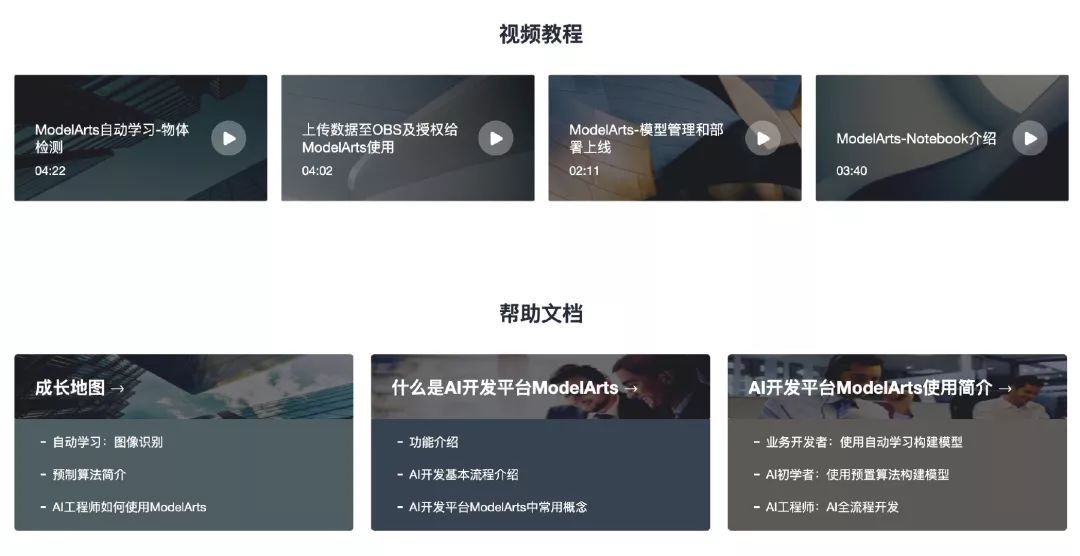 视频教程
ModelArts自动学习-物体
检测
04:22
上传数据至OBS及授权给
ModelArts使用
04:02
ModelArts-模型管理和部
署上线
02:11
ModelArts-Notebook介绍
03:40
帮助文档
成长地图→
- 自动学习：图像识别
- 预制算法简介
- AI工程师如何使用ModelArts
什么是AI开发平台ModelArts→
- 功能介绍
- AI开发基本流程介绍
- AI开发平台ModelArts中常用概念
AI开发平台ModelArts使用简介→
- 业务开发者：使用自动学习构建模型
- AI初学者：使用预置算法构建模型
- AI工程师：AI全流程开发